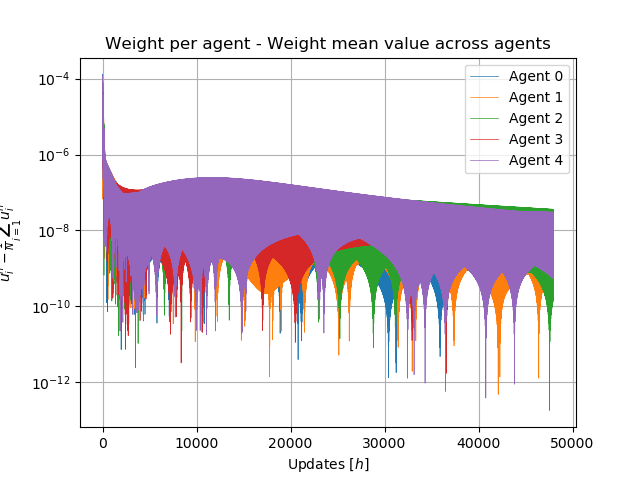 Weight per agent - Weight mean value across agents
10⁻⁴
10⁻⁶
10⁻⁸
10⁻¹⁰
10⁻¹²
Agent 0
Agent 1
Agent 2
Agent 3
Agent 4
0
10000
20000
30000
40000
50000
Updates [h]